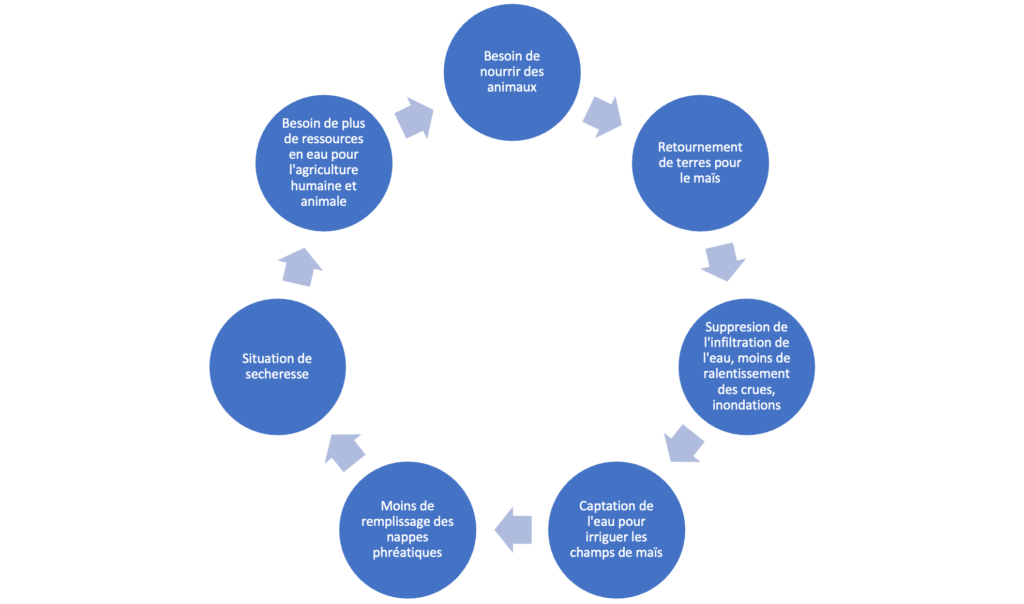 Besoin de
nourrir des
animaux
Retournement
de terres pour
le maïs
Suppresion de
l'infiltration de
l'eau, moins de
ralentissement
des crues,
inondations
Captation de
l'eau pour
irriguer les
champs de maïs
Moins de
remplissage des
nappes
phréatiques
Situation de
secheresse
Besoin de plus
de ressources
en eau pour
l'agriculture
humaine et
animale